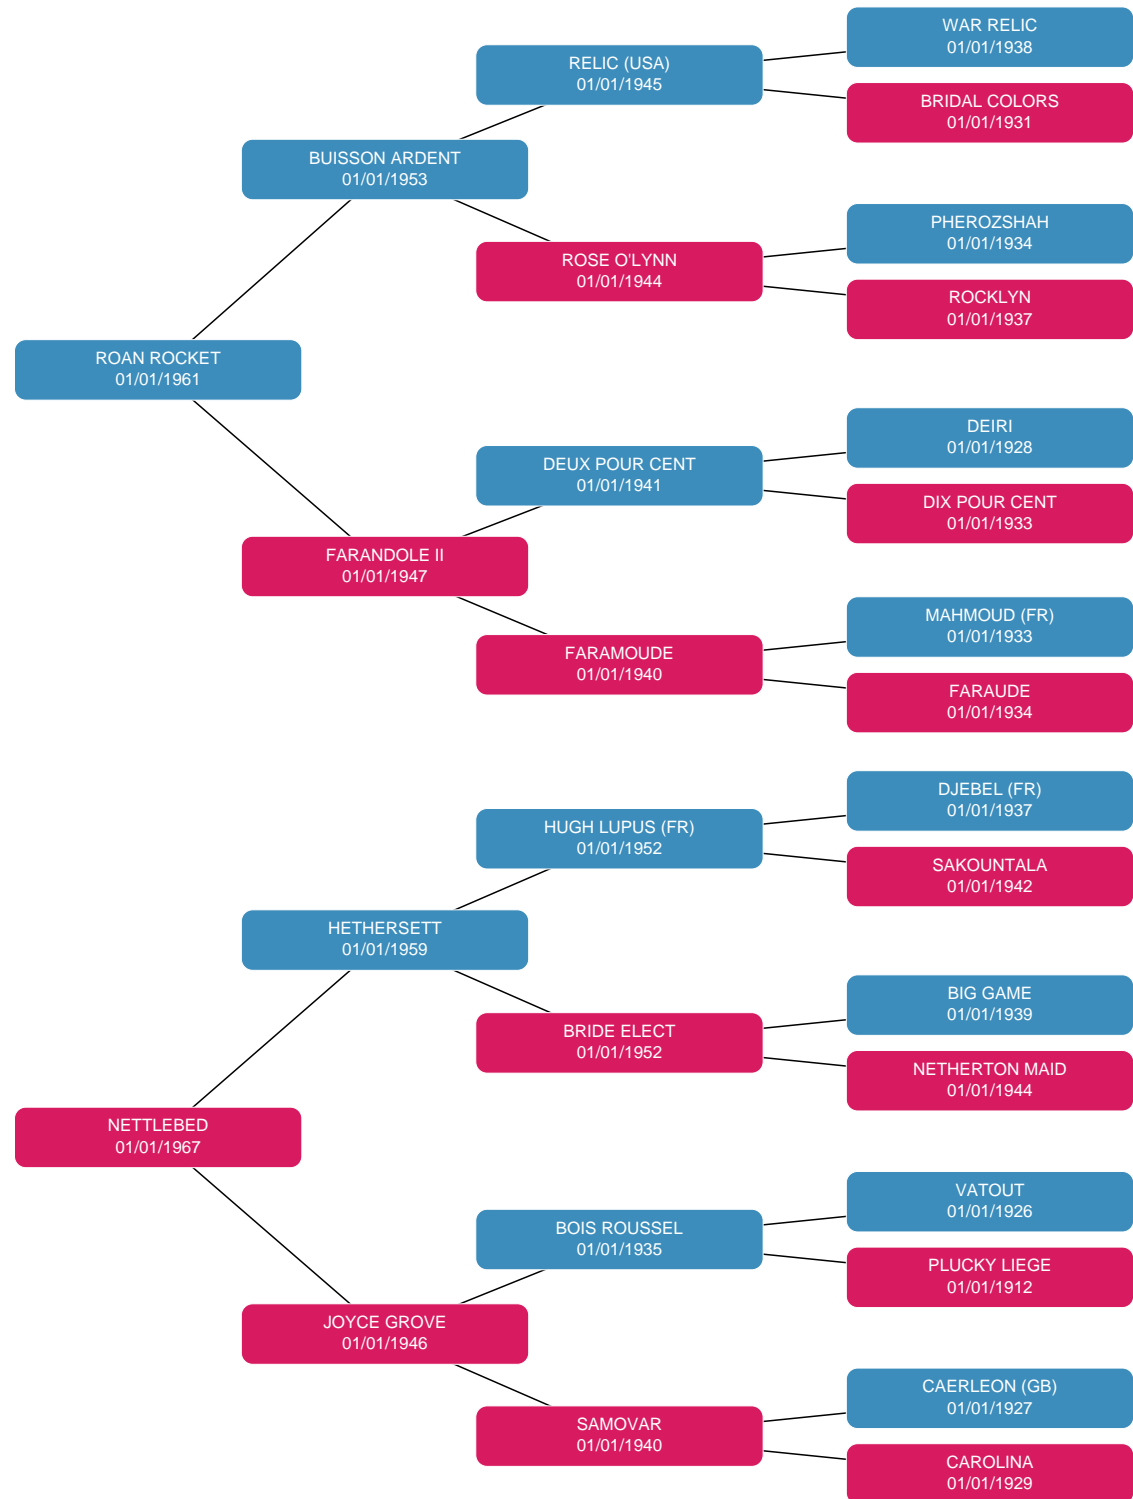 WAR RELIC
01/01/1938
RELIC (USA)
01/01/1945
BRIDAL COLORS
01/01/1931
BUISSON ARDENT
01/01/1953
PHEROZSHAH
01/01/1934
ROSE O'LYNN
01/01/1944
ROCKLYN
01/01/1937
ROAN ROCKET
01/01/1961
DEIRI
01/01/1928
DEUX POUR CENT
01/01/1941
DIX POUR CENT
01/01/1933
FARANDOLE II
01/01/1947
MAHMOUD (FR)
01/01/1933
FARAMOUDE
01/01/1940
FARAUDE
01/01/1934
DJEBEL (FR)
01/01/1937
HUGH LUPUS (FR)
01/01/1952
SAKOUNTALA
01/01/1942
HETHERSETT
01/01/1959
BIG GAME
01/01/1939
BRIDE ELECT
01/01/1952
NETHERTON MAID
01/01/1944
NETTLEBED
01/01/1967
VATOUT
01/01/1926
BOIS ROUSSEL
01/01/1935
PLUCKY LIEGE
01/01/1912
JOYCE GROVE
01/01/1946
CAERLEON (GB)
01/01/1927
SAMOVAR
01/01/1940
CAROLINA
01/01/1929